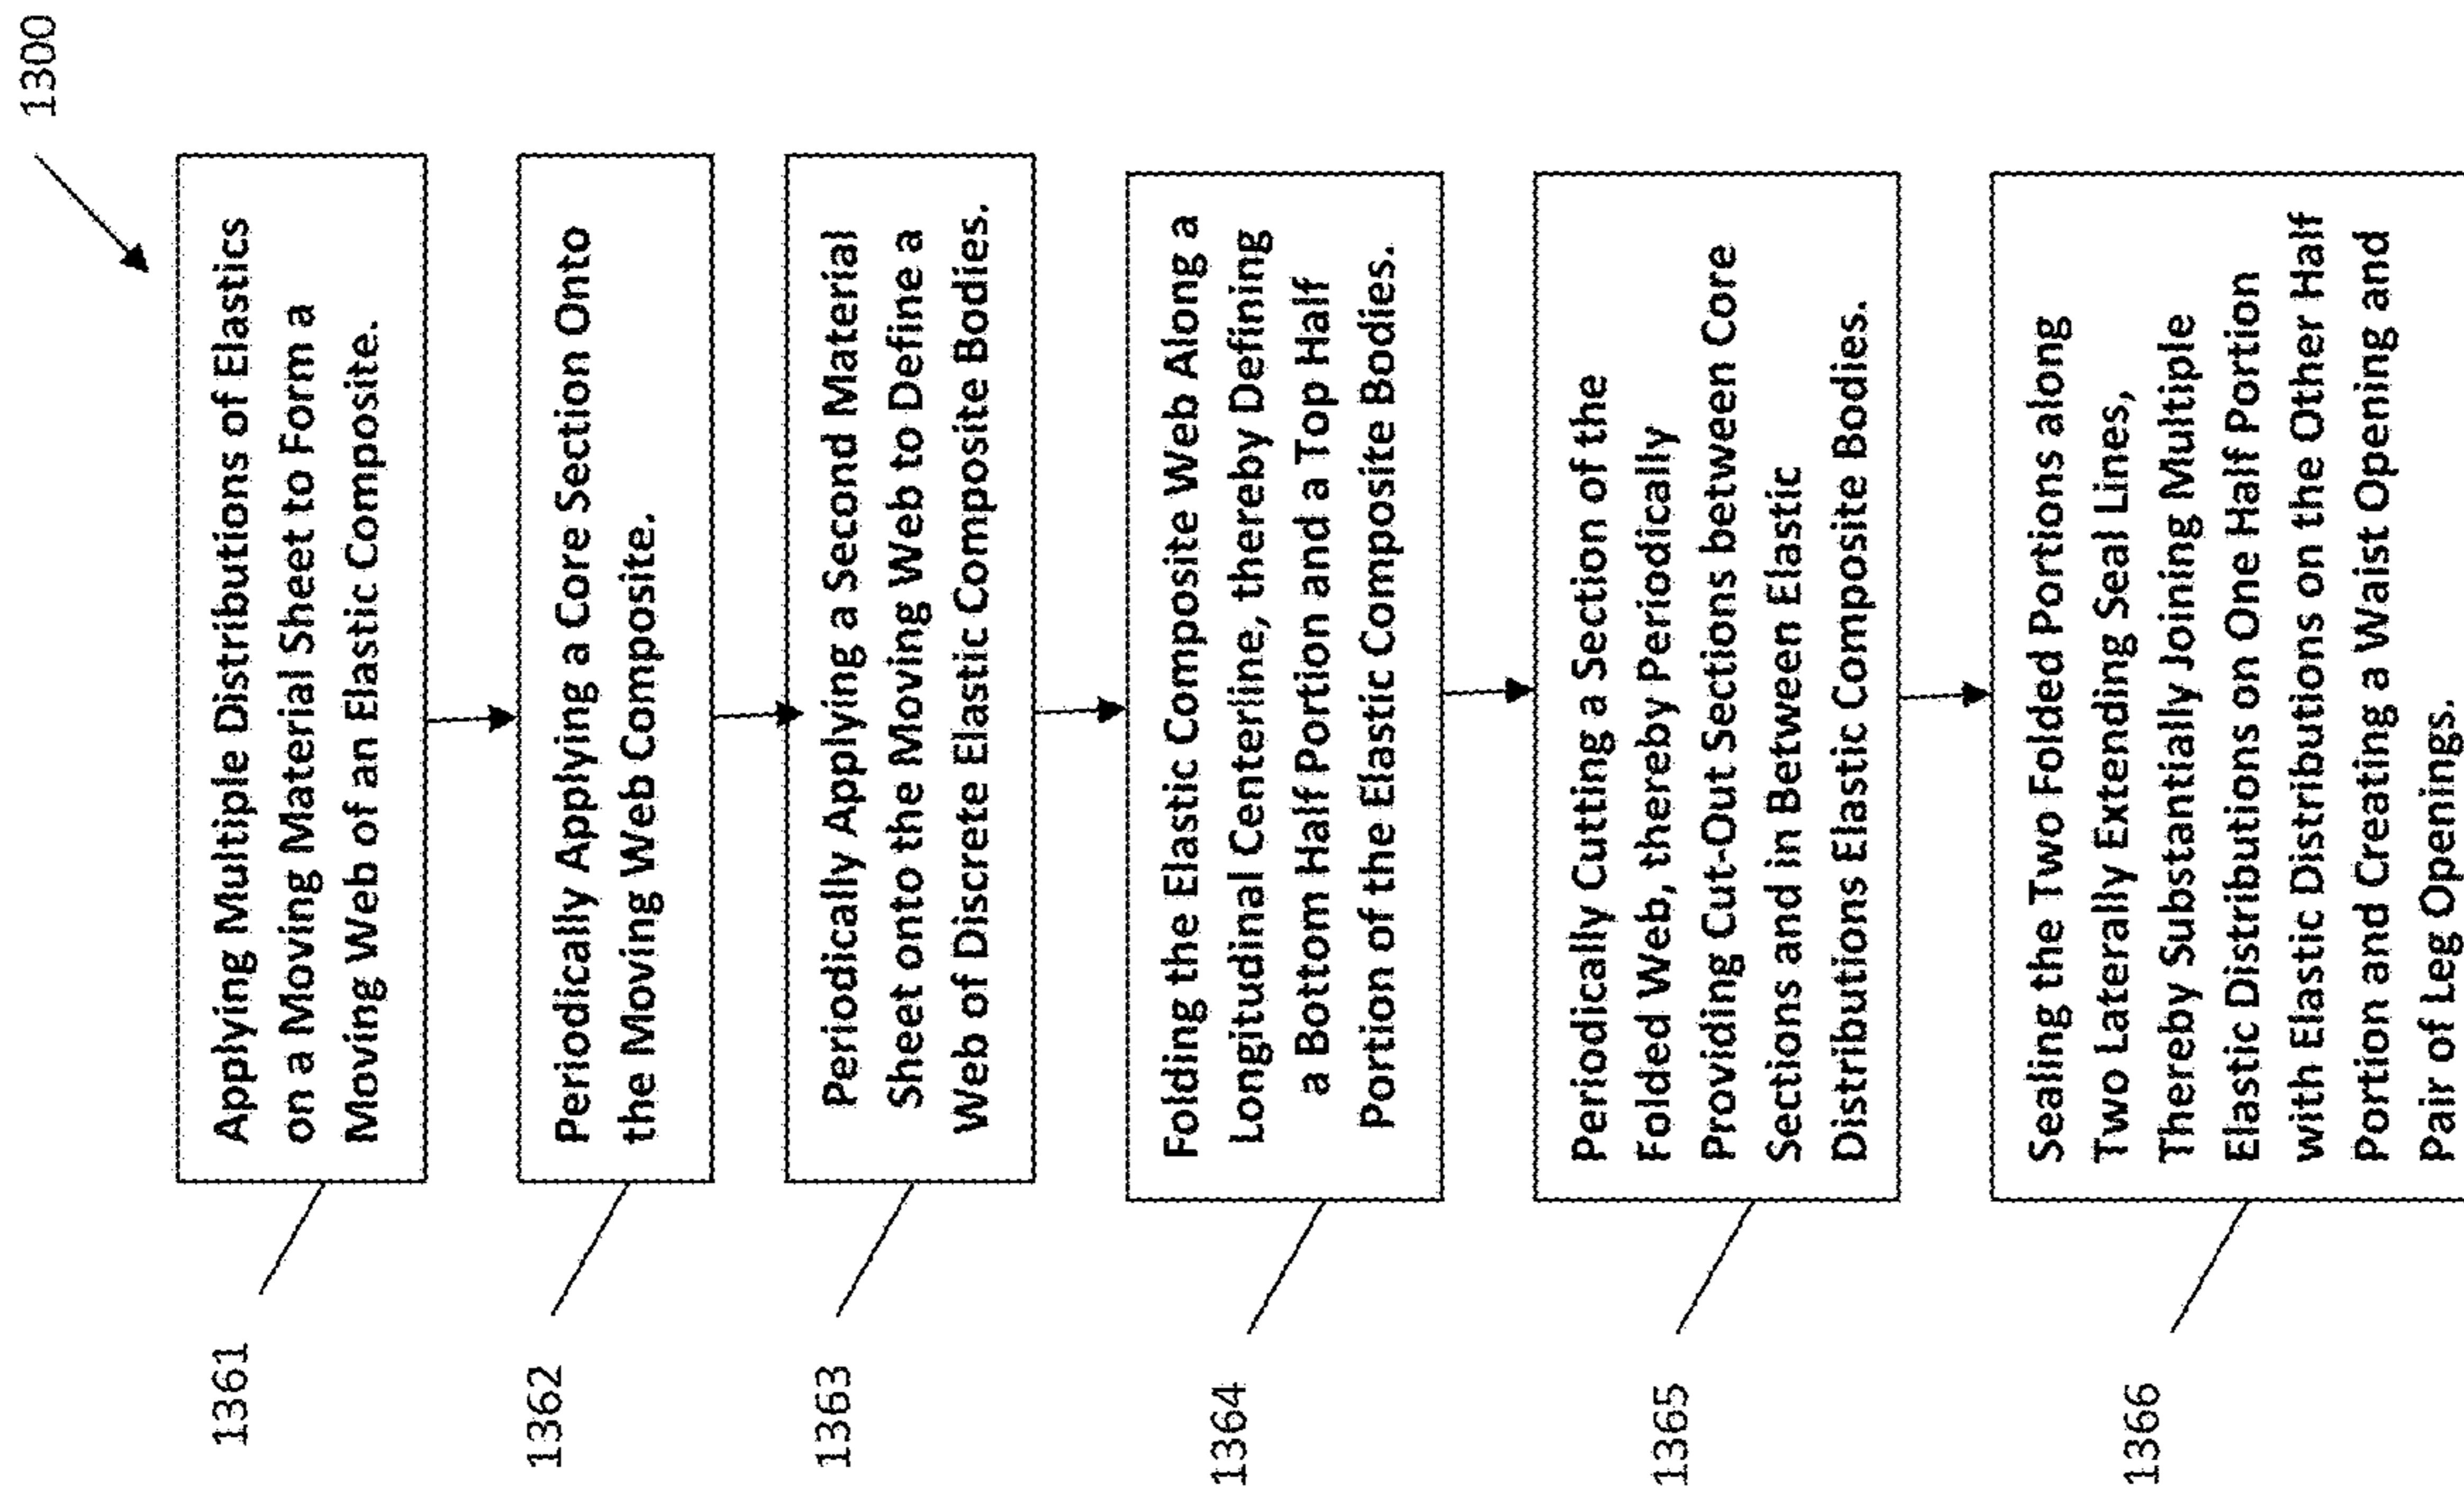 1300
1361
Applying Multiple Distributions of Elastics
on a Moving Material Sheet to Form a
Moving Web of an Elastic Composite.
1362
Periodically Applying a Core Section Onto
the Moving Web Composite.
1363
Periodically Applying a Second Material
Sheet onto the Moving Web to Define a
Web of Discrete Elastic Composite Bodies.
1364
Folding the Elastic Composite Web Along a
Longitudinal Centerline, thereby Defining
a Bottom Half Portion and a Top Half
Portion of the Elastic Composite Bodies.
1365
Periodically Cutting a Section of the
Folded Web, thereby Periodically
Providing Cut-Out Sections between Core
Sections and in Between Elastic
Distributions Elastic Composite Bodies.
1366
Sealing the Two Folded Portions along
Two Laterally Extending Seal Lines,
Thereby Substantially Joining Multiple
Elastic Distributions on One Half Portion
with Elastic Distributions on the Other Half
Portion and Creating a Waist Opening and
Pair of Leg Openings.